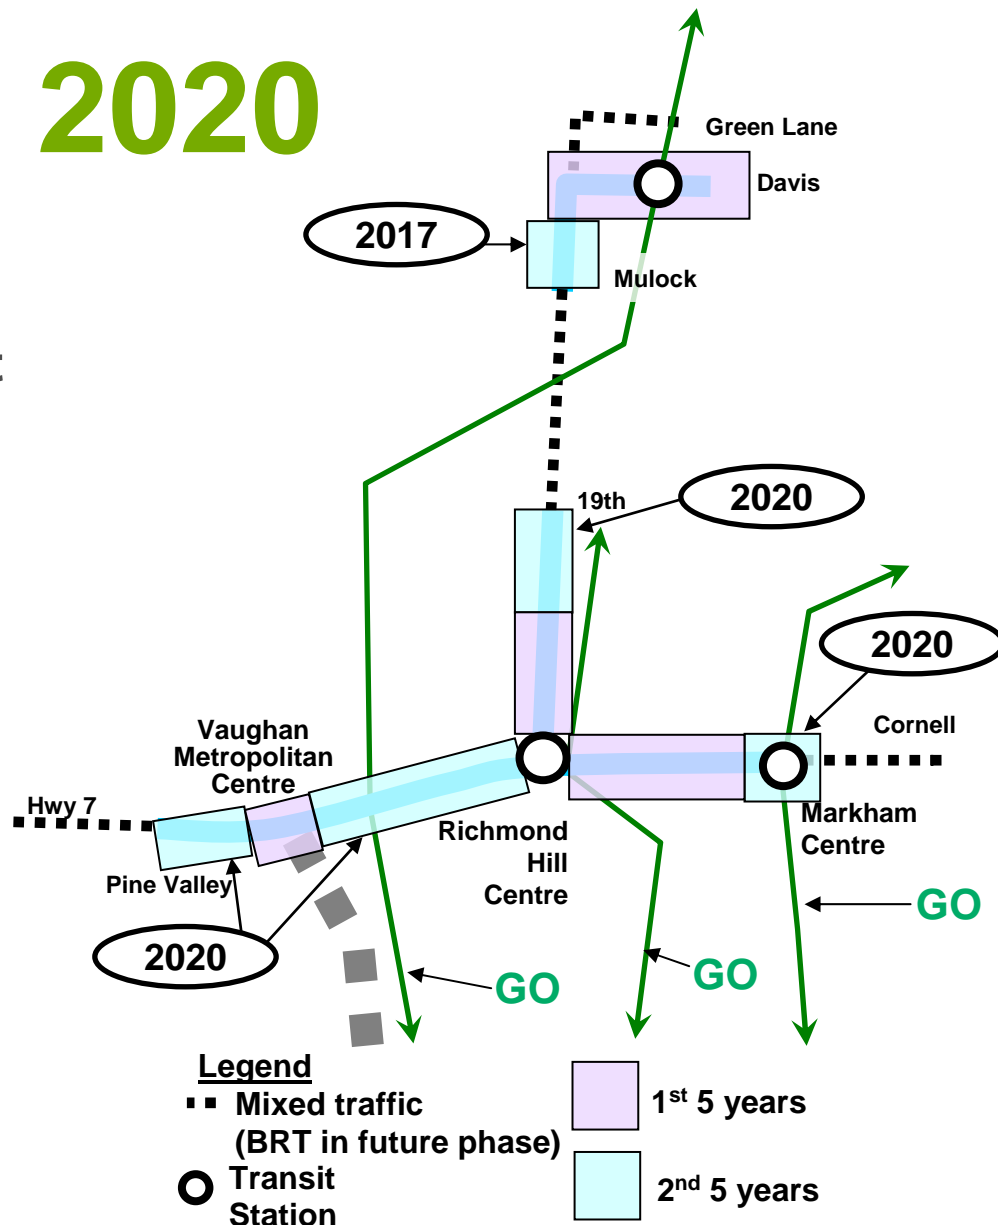 2020
Green Lane
Davis
2017
Mulock
19th
2020
2020
Cornell
Vaughan
Metropolitan
Centre
Hwy 7
Richmond
Hill
Centre
Markham
Centre
Pine Valley
2020
GO
GO
GO
Legend
Mixed traffic
(BRT in future phase)
Transit
Station
1st 5 years
2nd 5 years